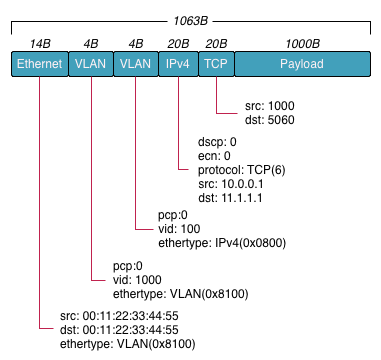 1063B
14B 4B 4B 20B 20B 1000B
Ethernet VLAN VLAN IPv4 TCP Payload
src: 1000
dst: 5060
dscp: 0
ecn: 0
protocol: TCP(6)
src: 10.0.0.1
dst: 11.1.1.1
pcp:0
vid: 100
ethertype: IPv4(0x0800)
pcp:0
vid: 1000
ethertype: VLAN(0x8100)
src: 00:11:22:33:44:55
dst: 00:11:22:33:44:55
ethertype: VLAN(0x8100)